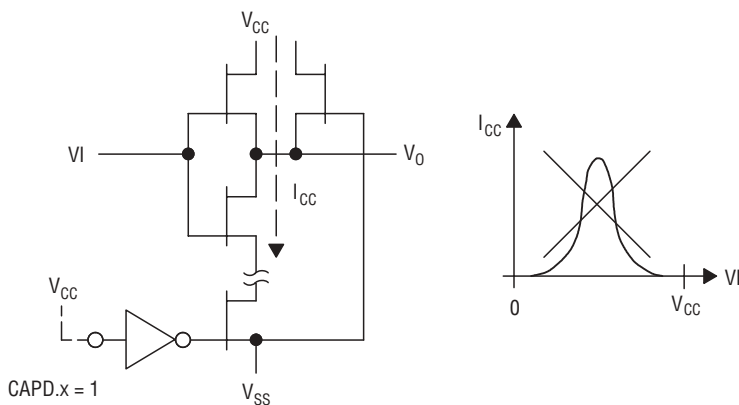 V_CC
VI
V_O
I_CC
V_CC
CAPD.x = 1
V_SS
I_CC
0
V_CC
VI